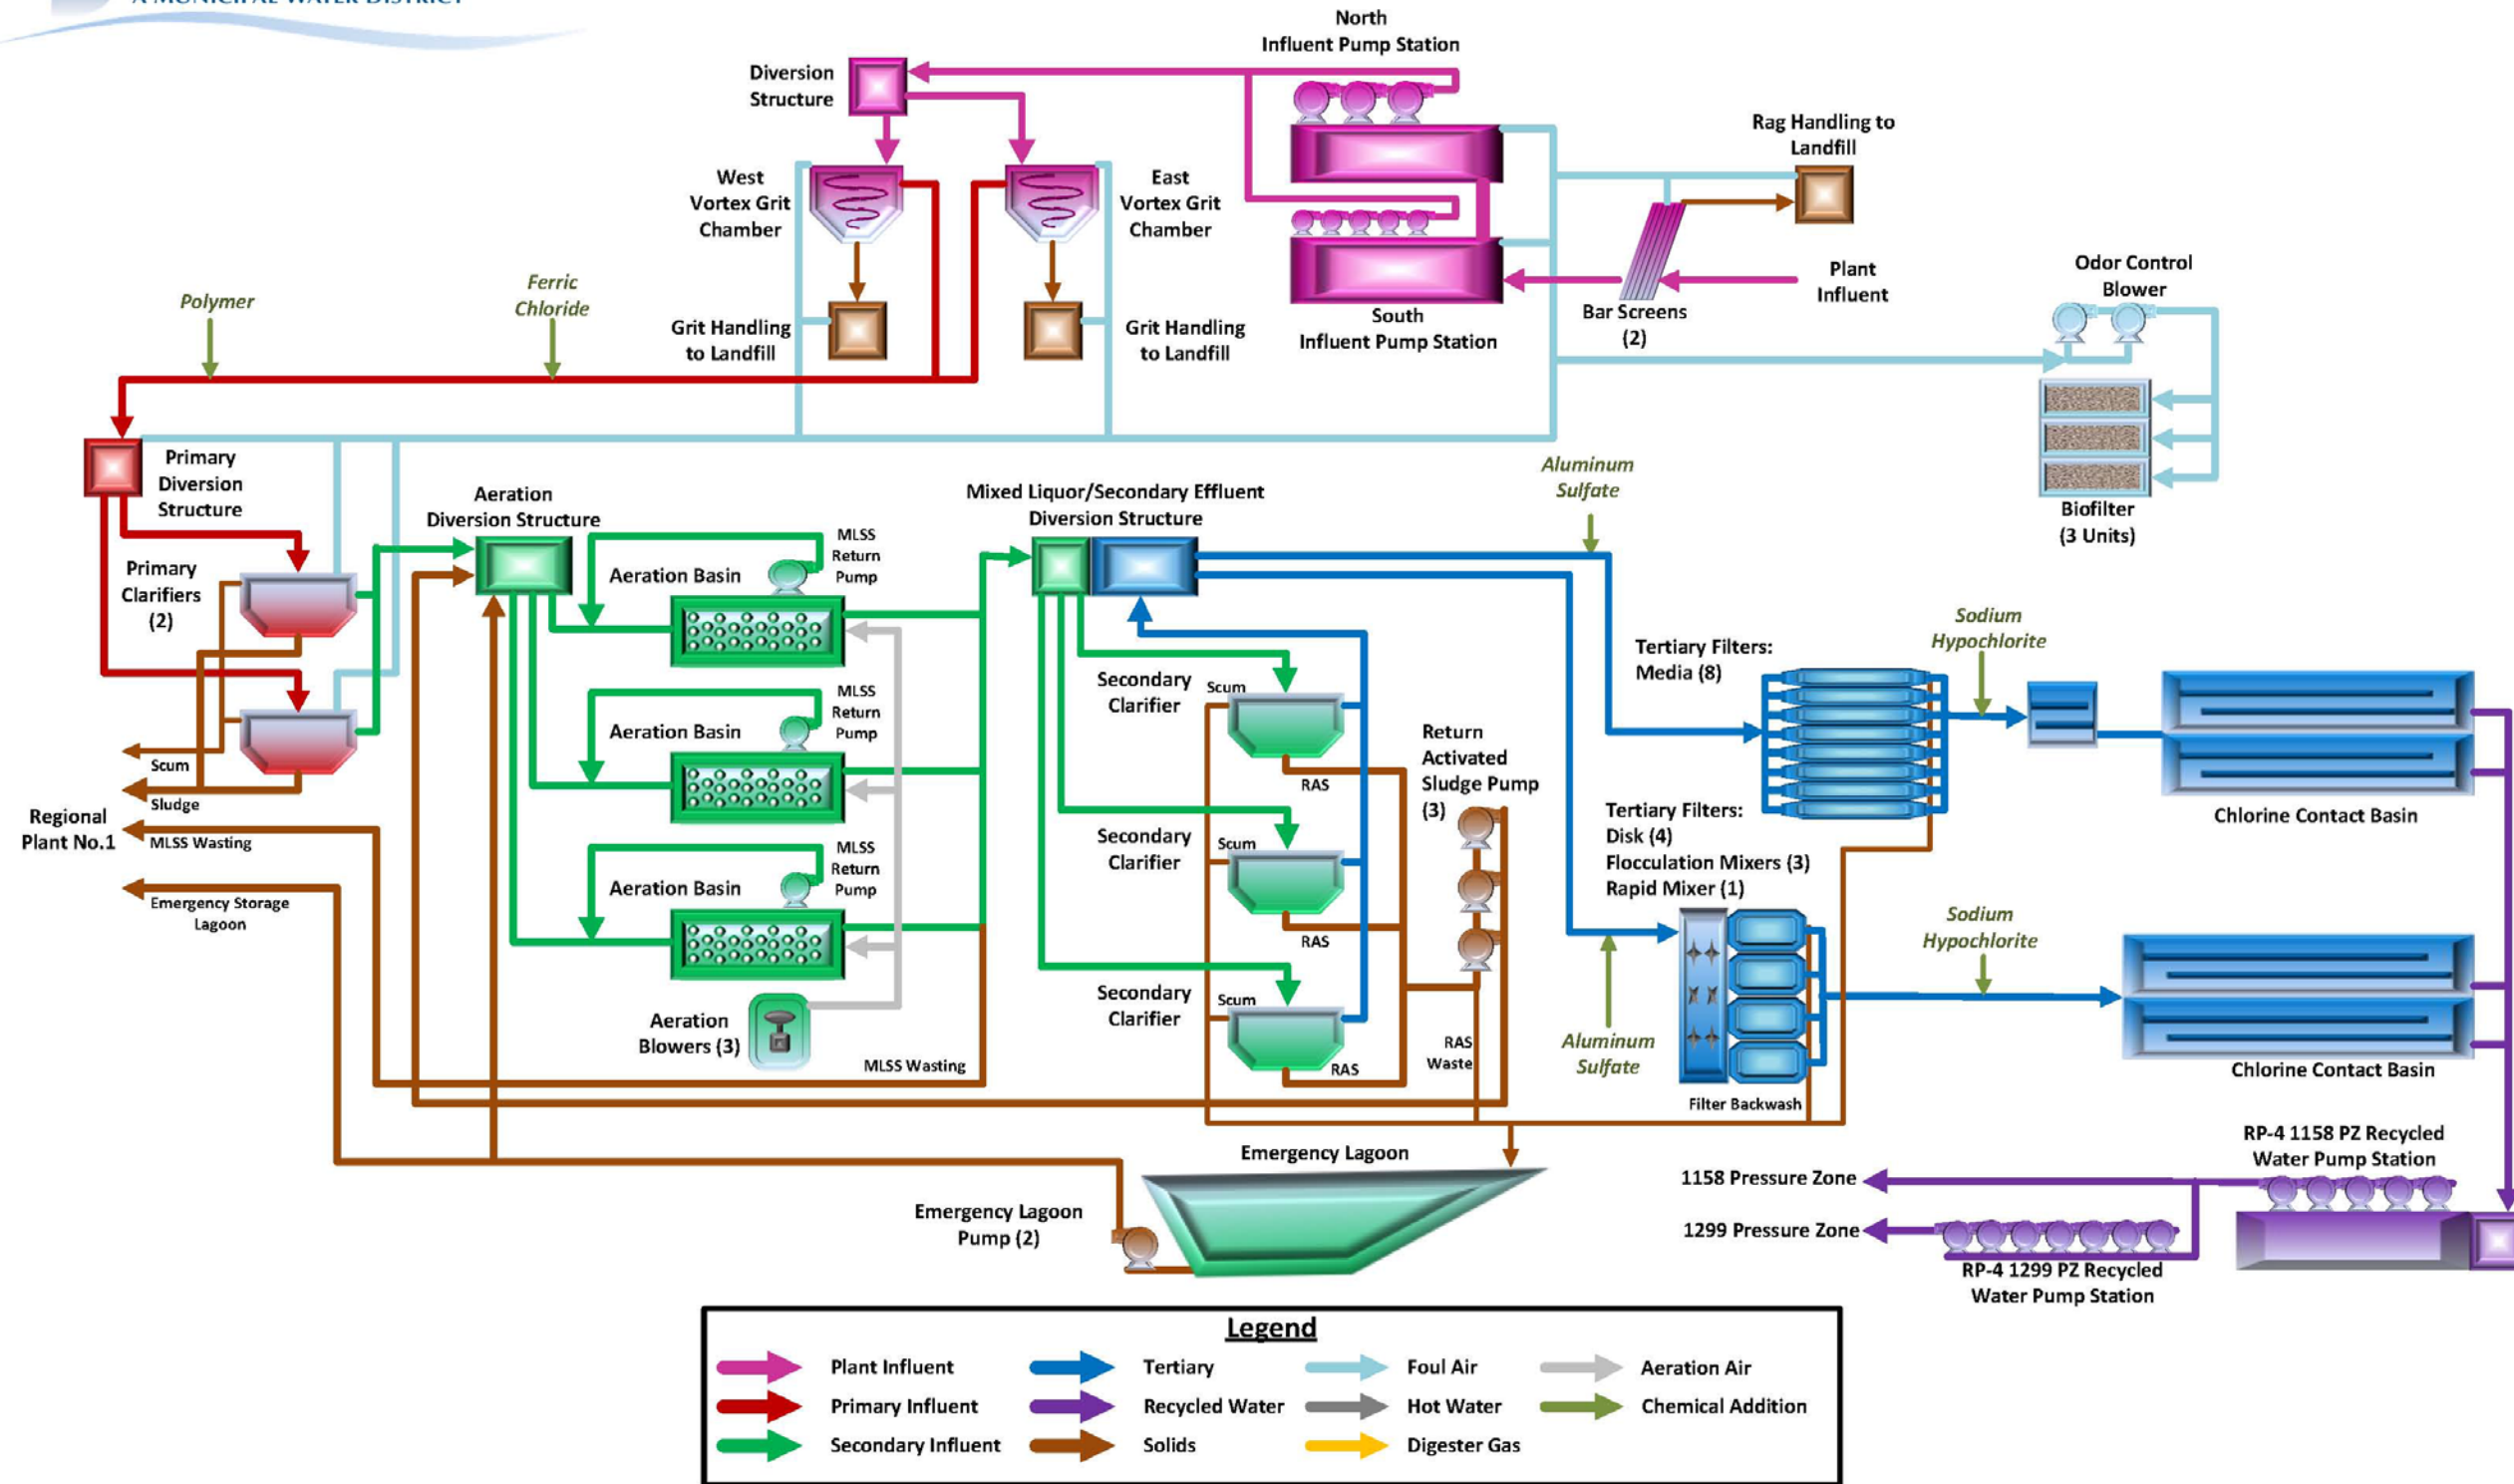 A MUNICIPAL WATER DISTRICT
North
Influent Pump Station
Diversion
Structure
Rag Handling to
Landfill
West
Vortex Grit
Chamber
East
Vortex Grit
Chamber
Plant
Influent
Odor Control
Blower
Polymer
Ferric
Chloride
Grit Handling
to Landfill
Grit Handling
to Landfill
South
Influent Pump Station
Bar Screens
(2)
Primary
Diversion
Structure
Aeration
Diversion Structure
Mixed Liquor/Secondary Effluent
Diversion Structure
Aluminum
Sulfate
Biofilter
(3 Units)
Primary
Clarifiers
(2)
Aeration Basin
MLSS
Return
Pump
Aeration Basin
MLSS
Return
Pump
Aeration Basin
MLSS
Return
Pump
Secondary
Clarifier
Scum
RAS
Secondary
Clarifier
Scum
RAS
Secondary
Clarifier
Scum
RAS
Return
Activated
Sludge Pump
(3)
Tertiary Filters:
Media (8)
Sodium
Hypochlorite
Chlorine Contact Basin
Tertiary Filters:
Disk (4)
Flocculation Mixers (3)
Rapid Mixer (1)
Sodium
Hypochlorite
Chlorine Contact Basin
Scum
Sludge
Regional
Plant No.1
MLSS Wasting
Emergency Storage
Lagoon
Aeration
Blowers (3)
MLSS Wasting
RAS
Waste
Aluminum
Sulfate
Filter Backwash
Emergency Lagoon
Emergency Lagoon
Pump (2)
RP-4 1158 PZ Recycled
Water Pump Station
1158 Pressure Zone
1299 Pressure Zone
RP-4 1299 PZ Recycled
Water Pump Station
Legend
Plant Influent
Tertiary
Foul Air
Aeration Air
Primary Influent
Recycled Water
Hot Water
Chemical Addition
Secondary Influent
Solids
Digester Gas